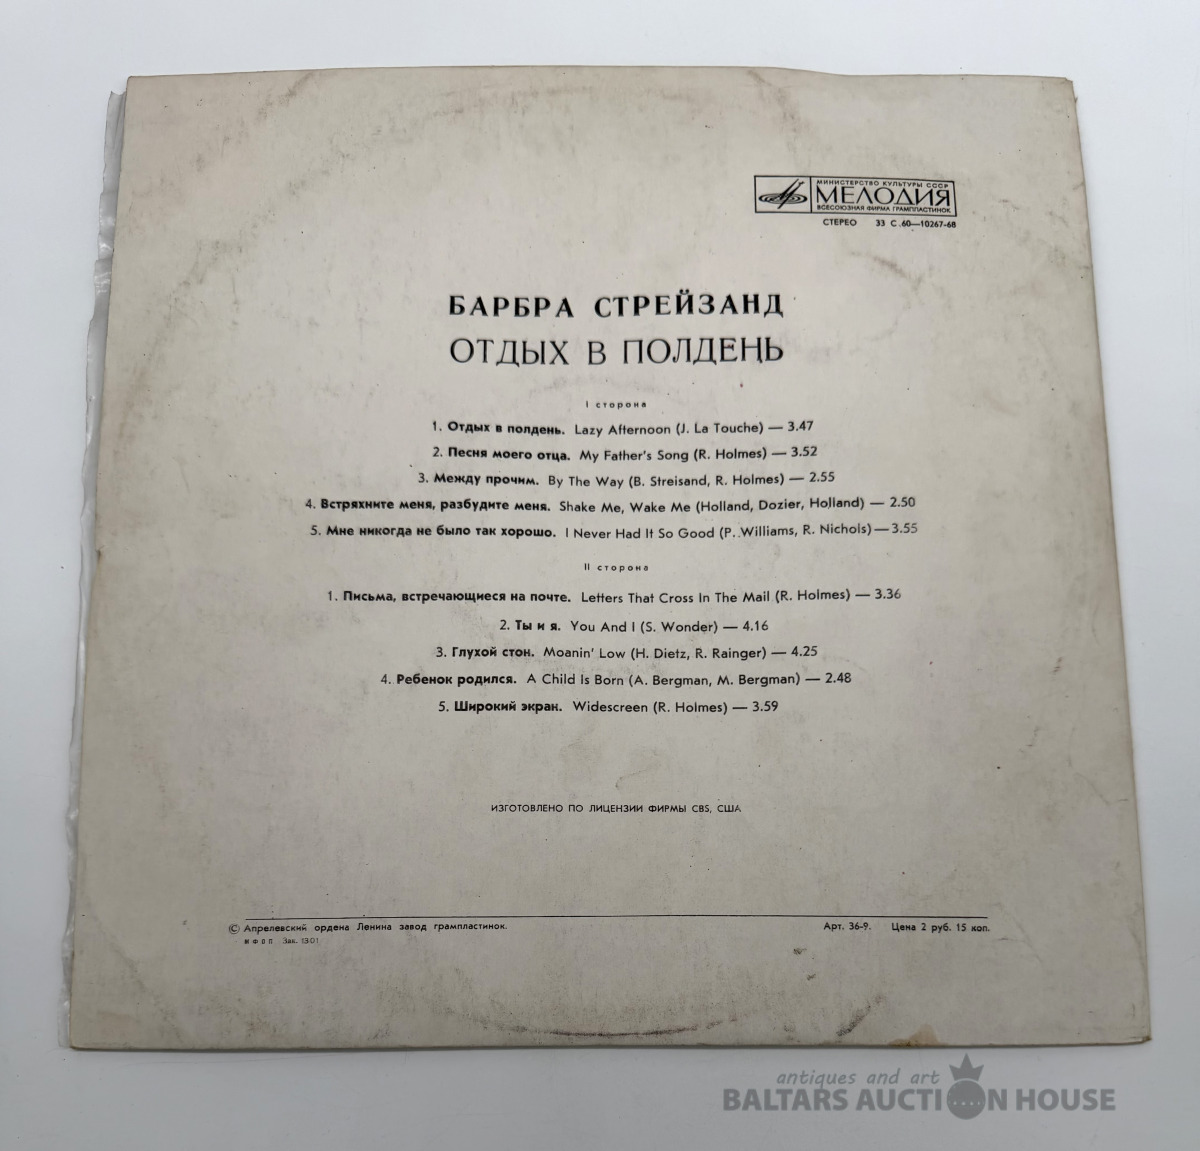 МИНИСТЕРСТВО КУЛЬТУРЫ СССР
МЕЛОДИЯ
ВСЕСОЮЗНАЯ ФИРМА ГРАМПЛАСТИНОК
СТЕРЕО 33 С.60—10267-68
БАРБРА СТРЕЙЗАНД
ОТДЫХ В ПОЛДЕНЬ
I сторона
1. Отдых в полдень. Lazy Afternoon (J. La Touche) — 3.47
2. Песня моего отца. My Father's Song (R. Holmes) — 3.52
3. Между прочим. By The Way (B. Streisand, R. Holmes) — 2.55
4. Встряхните меня, разбудите меня. Shake Me, Wake Me (Holland, Dozier, Holland) — 2.50
5. Мне никогда не было так хорошо. I Never Had It So Good (P. Williams, R. Nichols) — 3.55
II сторона
1. Письма, встречающиеся на почте. Letters That Cross In The Mail (R. Holmes) — 3.36
2. Ты и я. You And I (S. Wonder) — 4.16
3. Глухой стон. Moanin' Low (H. Dietz, R. Rainger) — 4.25
4. Ребенок родился. A Child Is Born (A. Bergman, M. Bergman) — 2.48
5. Широкий экран. Widescreen (R. Holmes) — 3.59
ИЗГОТОВЛЕНО ПО ЛИЦЕНЗИИ ФИРМЫ CBS, США
© Апрелевский ордена Ленина завод грампластинок. Арт. 36-9. Цена 2 руб. 15 коп.
МФОП Зак. 1301
antiques and art
BALTARS AUCTION HOUSE